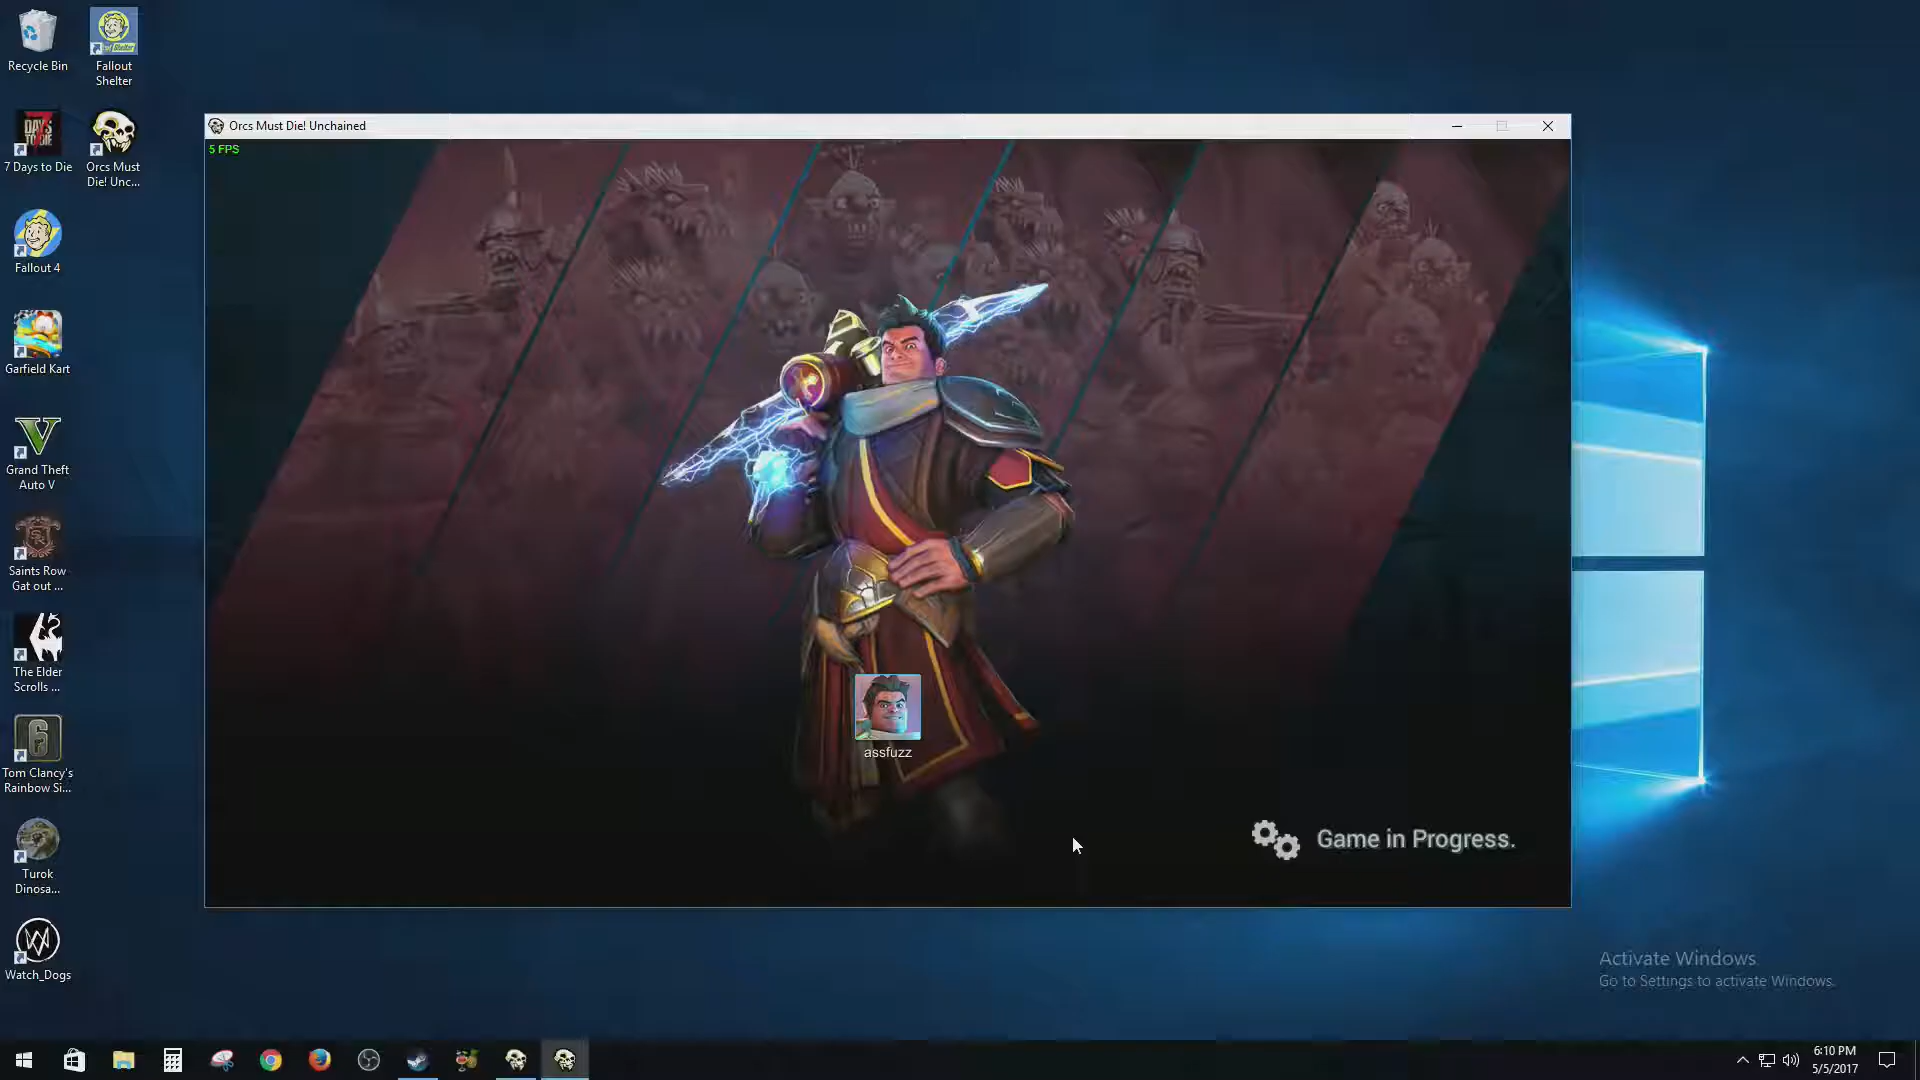 Recycle Bin
Fallout
Shelter
7 Days to Die
Orcs Must
Die! Unc...
Fallout 4
Garfield Kart
Grand Theft
Auto V
Saints Row
Gat out ...
The Elder
Scrolls ...
Tom Clancy's
Rainbow Si...
Turok
Dinosa...
Watch_Dogs
Orcs Must Die! Unchained
5 FPS
assfuzz
Game in Progress.
Activate Windows
Go to Settings to activate Windows.
6:10 PM
5/5/2017